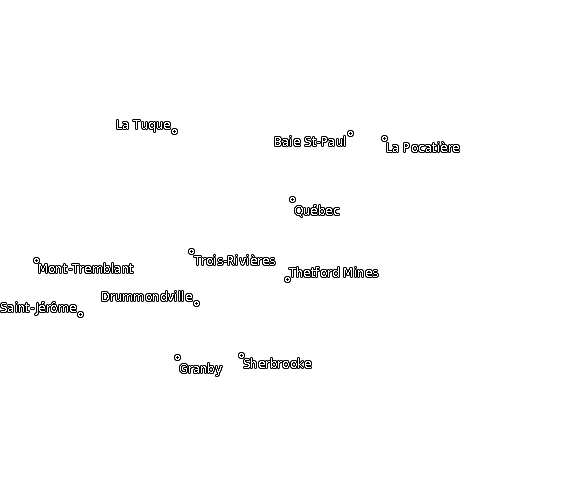 La Tuque
Baie St-Paul
La Pocatière
Québec
Trois-Rivières
Mont-Tremblant
Thetford Mines
Drummondville
Saint-Jérôme
Granby
Sherbrooke